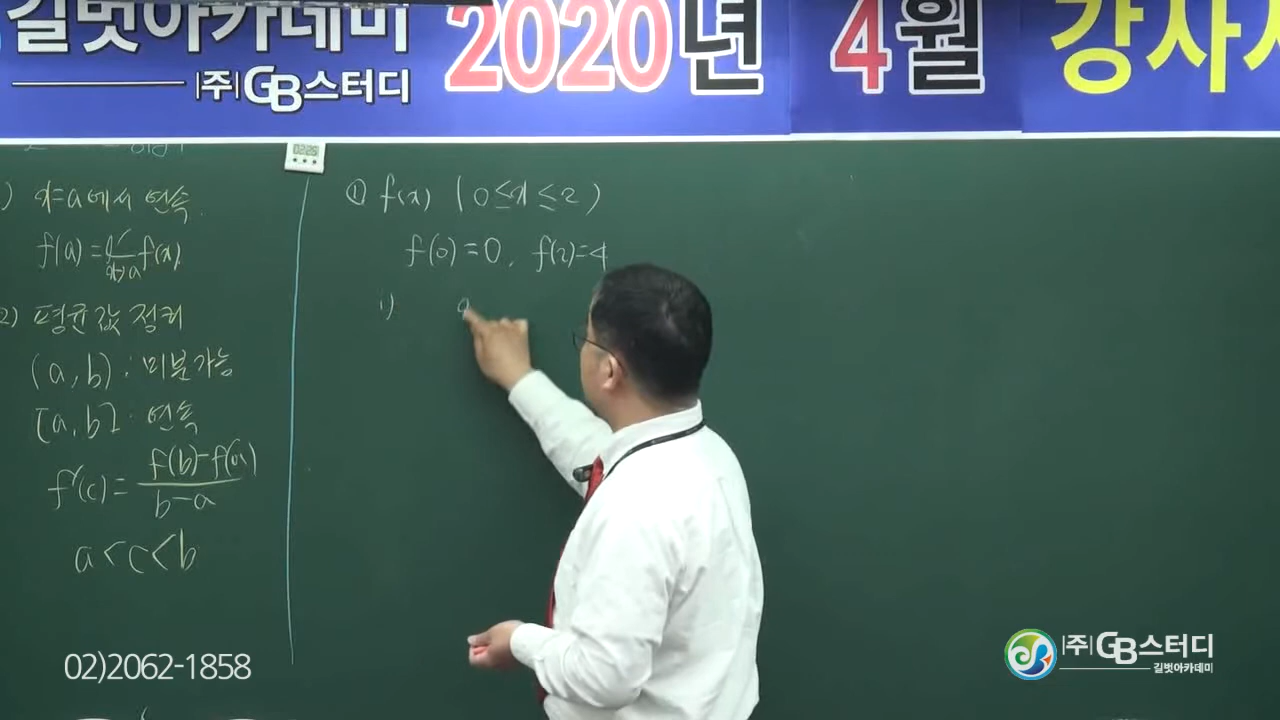 길벗아카데미
(주)GB스터디
2020년 4월 강사
02:29
) x=a에서 연속.
f(a)=lim x→a f(x).
2) 평균값 정리
(a,b) : 미분가능
[a,b] : 연속
f'(c)= f(b)-f(a) / b-a
a<c<b
① f(x) (0≤x≤2)
f(0)=0, f(2)=4
i)
02)2062-1858
(주)GB스터디
길벗아카데미